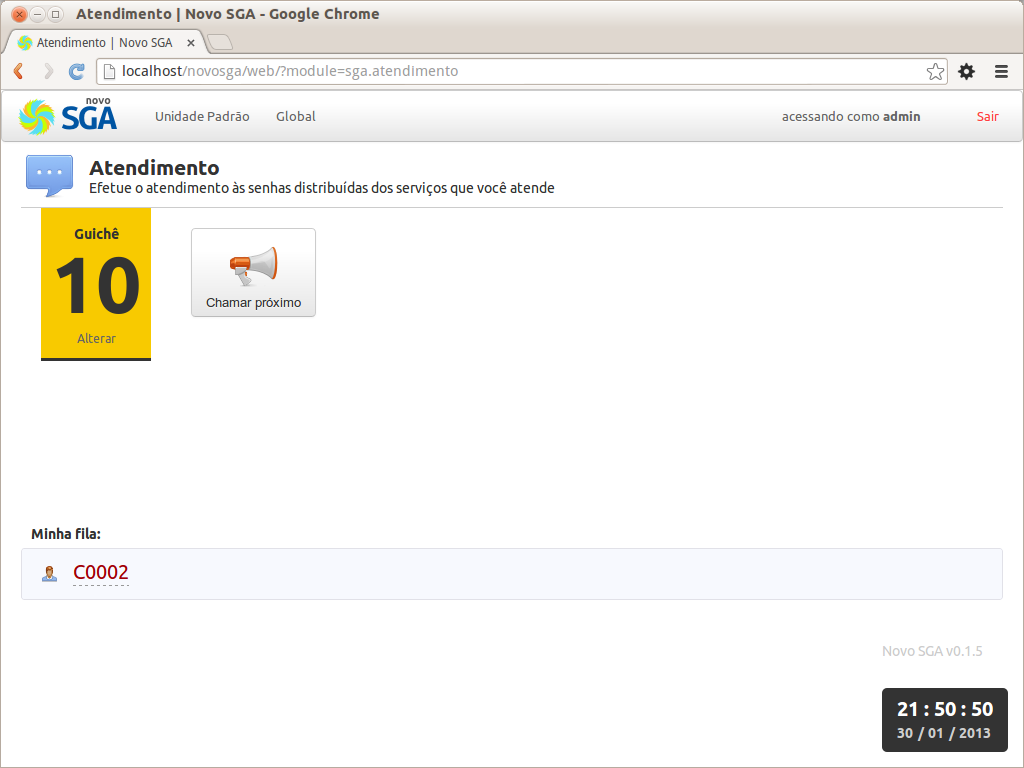 Atendimento | Novo SGA - Google Chrome
Atendimento | Novo SGA
localhost/novosga/web/?module=sga.atendimento
novo
SGA
Unidade Padrão
Global
acessando como admin
Sair
Atendimento
Efetue o atendimento às senhas distribuídas dos serviços que você atende
Guichê
10
Alterar
Chamar próximo
Minha fila:
C0002
Novo SGA v0.1.5
21 : 50 : 50
30 / 01 / 2013